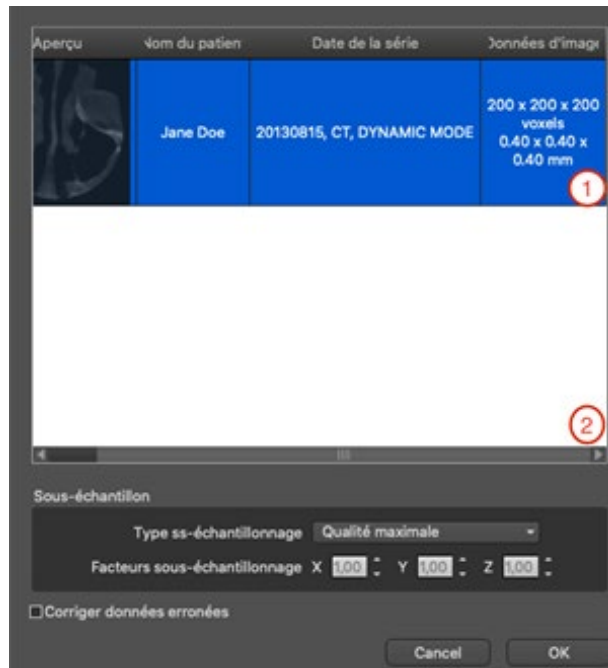 Aperçu Nom du patien Date de la série Données d'image
Jane Doe 20130815, CT, DYNAMIC MODE 200 x 200 x 200
voxels
0.40 x 0.40 x
0.40 mm
1
2
Sous-échantillon
Type ss-échantillonnage Qualité maximale
Facteurs sous-échantillonnage X 1,00 Y 1,00 Z 1,00
Corriger données erronées
Cancel OK